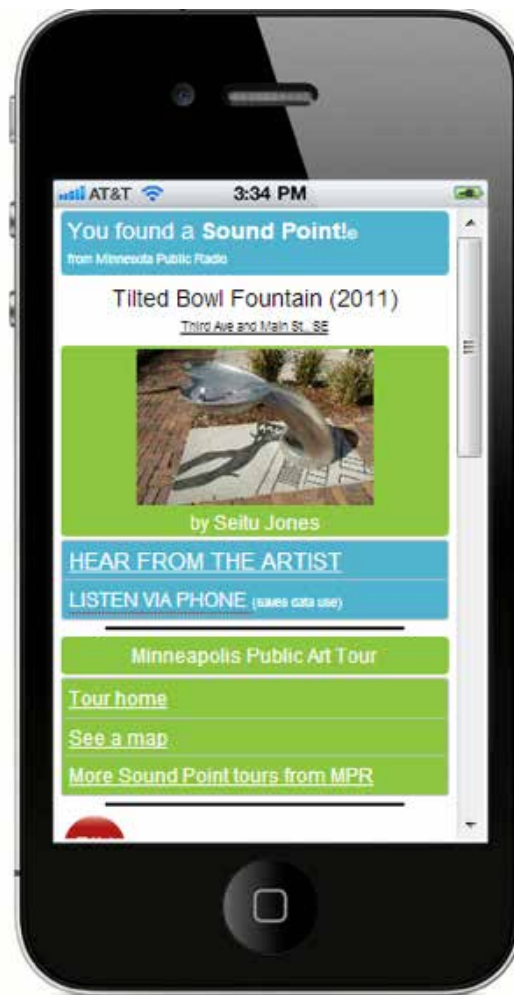 AT&T 3:34 PM
You found a Sound Point!®
from Minnesota Public Radio
Tilted Bowl Fountain (2011)
Third Ave and Main St., SE
by Seitu Jones
HEAR FROM THE ARTIST
LISTEN VIA PHONE (saves data use)
Minneapolis Public Art Tour
Tour home
See a map
More Sound Point tours from MPR